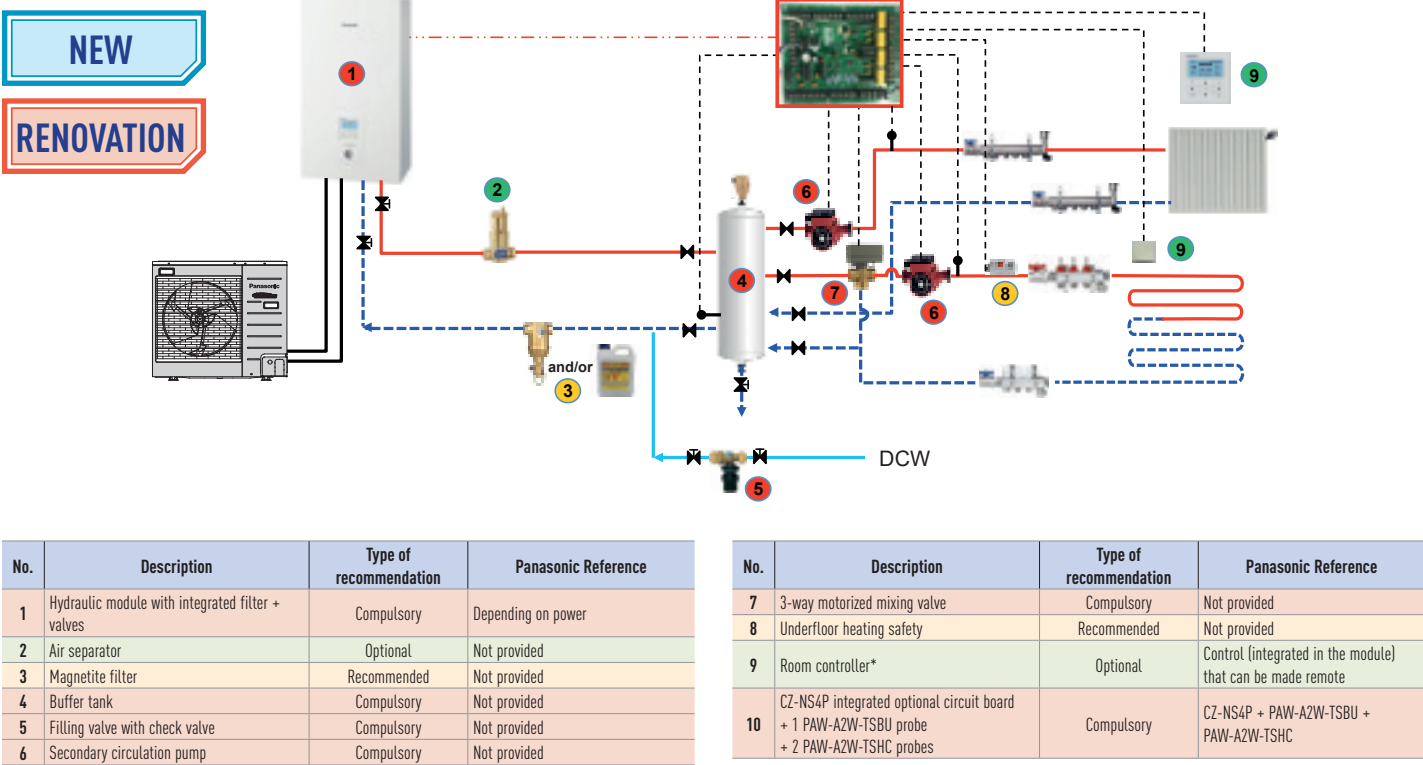 NEW
RENOVATION
1
9
2
6
9
4
7
6
8
Panasonic
and/or
3
DCW
5
No. Description Type of recommendation Panasonic Reference
1 Hydraulic module with integrated filter + valves Compulsory Depending on power
2 Air separator Optional Not provided
3 Magnetite filter Recommended Not provided
4 Buffer tank Compulsory Not provided
5 Filling valve with check valve Compulsory Not provided
6 Secondary circulation pump Compulsory Not provided
No. Description Type of recommendation Panasonic Reference
7 3-way motorized mixing valve Compulsory Not provided
8 Underfloor heating safety Recommended Not provided
9 Room controller* Optional Control (integrated in the module) that can be made remote
10 CZ-NS4P integrated optional circuit board + 1 PAW-A2W-TSBU probe + 2 PAW-A2W-TSHC probes Compulsory CZ-NS4P + PAW-A2W-TSBU + PAW-A2W-TSHC